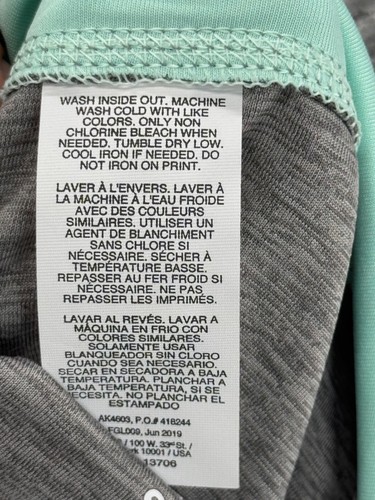 WASH INSIDE OUT. MACHINE
WASH COLD WITH LIKE
COLORS. ONLY NON
CHLORINE BLEACH WHEN
NEEDED. TUMBLE DRY LOW.
COOL IRON IF NEEDED. DO
NOT IRON ON PRINT.
LAVER À L'ENVERS. LAVER À
LA MACHINE À L'EAU FROIDE
AVEC DES COULEURS
SIMILAIRES. UTILISER UN
AGENT DE BLANCHIMENT
SANS CHLORE SI
NÉCESSAIRE. SÉCHER À
TEMPÉRATURE BASSE.
REPASSER AU FER FROID SI
NÉCESSAIRE. NE PAS
REPASSER LES IMPRIMÉS.
LAVAR AL REVÉS. LAVAR A
MÁQUINA EN FRIO CON
COLORES SIMILARES.
SOLAMENTE USAR
BLANQUEADOR SIN CLORO
CUANDO SEA NECESARIO.
SECAR EN SECADORA A BAJA
TEMPERATURA. PLANCHAR A
BAJA TEMPERATURA, SI SE
NECESITA. NO PLANCHAR EL
ESTAMPADO
AK4603, P.O.# 416244
FGL009, Jun 2019
/ 100 W. 33rd St. /
10001 / USA
13706